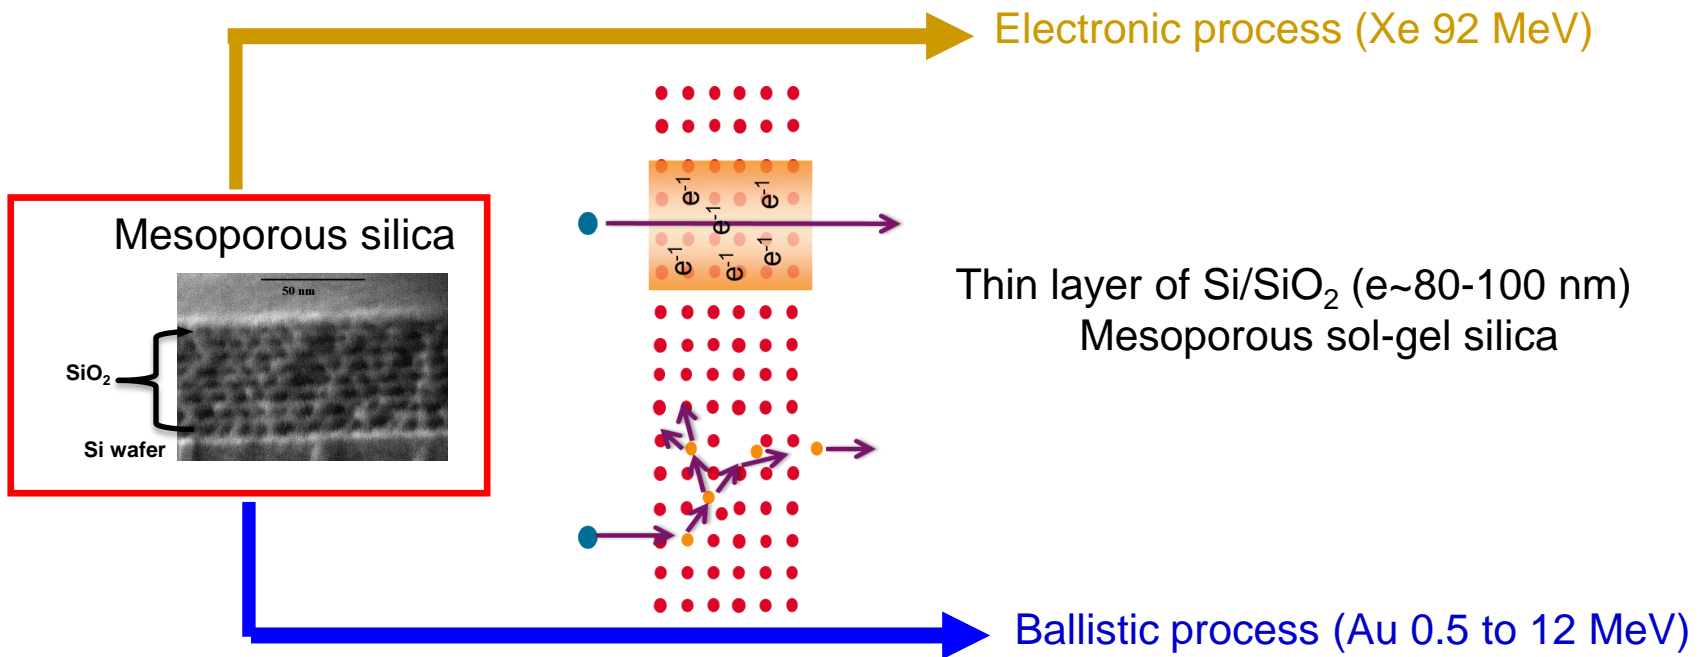 Electronic process (Xe 92 MeV)
e⁻¹ e⁻¹
e⁻¹
e⁻¹ e⁻¹ e⁻¹
Mesoporous silica
50 nm
SiO₂
Si wafer
Thin layer of Si/SiO₂ (e~80-100 nm)
Mesoporous sol-gel silica
Ballistic process (Au 0.5 to 12 MeV)